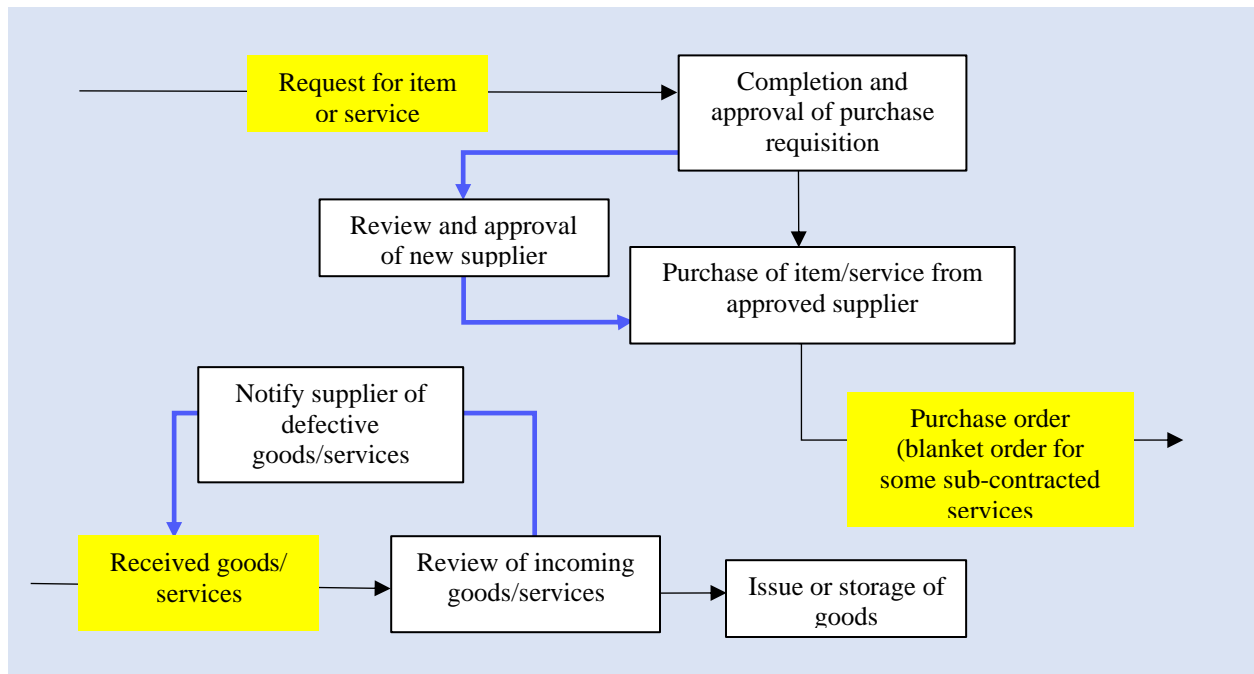 Request for item
or service
Completion and
approval of purchase
requisition
Review and approval
of new supplier
Purchase of item/service from
approved supplier
Notify supplier of
defective
goods/services
Purchase order
(blanket order for
some sub-contracted
services
Received goods/
services
Review of incoming
goods/services
Issue or storage of
goods